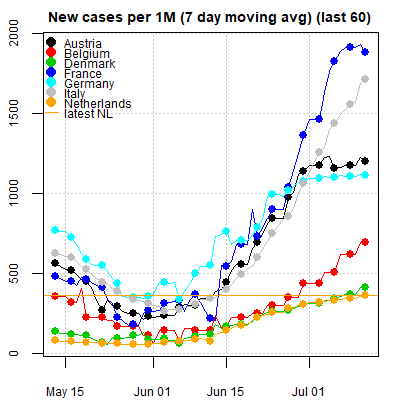 New cases per 1M (7 day moving avg) (last 60)
2000
1500
1000
500
0
Austria
Belgium
Denmark
France
Germany
Italy
Netherlands
latest NL
May 15 Jun 01 Jun 15 Jul 01